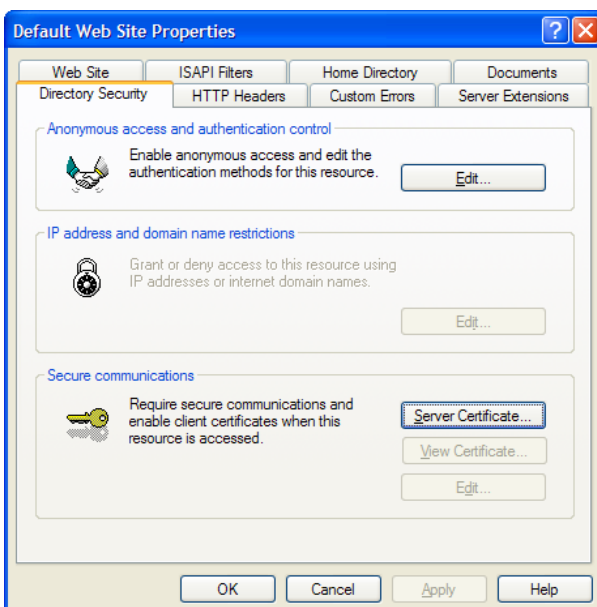 Default Web Site Properties
?
X
Web Site
ISAPI Filters
Home Directory
Documents
Directory Security
HTTP Headers
Custom Errors
Server Extensions
Anonymous access and authentication control
Enable anonymous access and edit the
authentication methods for this resource.
Edit...
IP address and domain name restrictions
Grant or deny access to this resource using
IP addresses or internet domain names.
Edit...
Secure communications
Require secure communications and
enable client certificates when this
resource is accessed.
Server Certificate...
View Certificate...
Edit...
OK
Cancel
Apply
Help